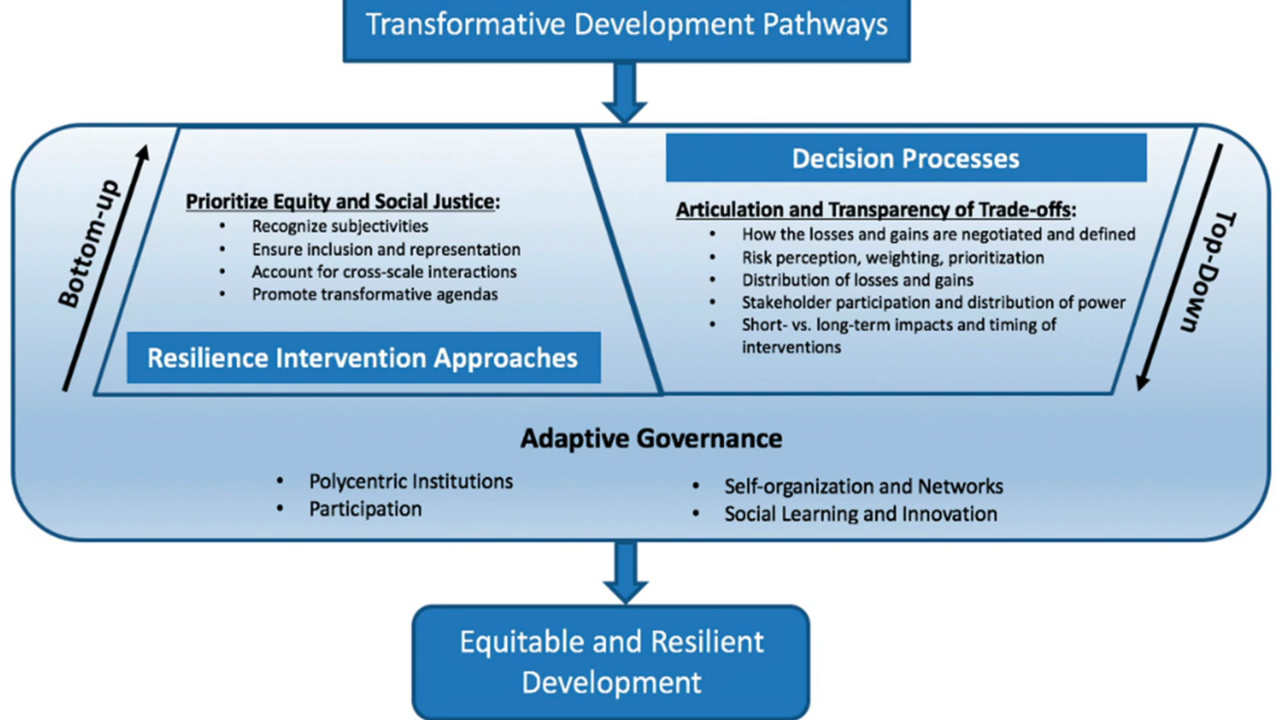 Transformative Development Pathways
Bottom-up
Prioritize Equity and Social Justice:
• Recognize subjectivities
• Ensure inclusion and representation
• Account for cross-scale interactions
• Promote transformative agendas
Resilience Intervention Approaches
Decision Processes
Articulation and Transparency of Trade-offs:
• How the losses and gains are negotiated and defined
• Risk perception, weighting, prioritization
• Distribution of losses and gains
• Stakeholder participation and distribution of power
• Short- vs. long-term impacts and timing of
interventions
Top-Down
Adaptive Governance
• Polycentric Institutions
• Participation
• Self-organization and Networks
• Social Learning and Innovation
Equitable and Resilient
Development